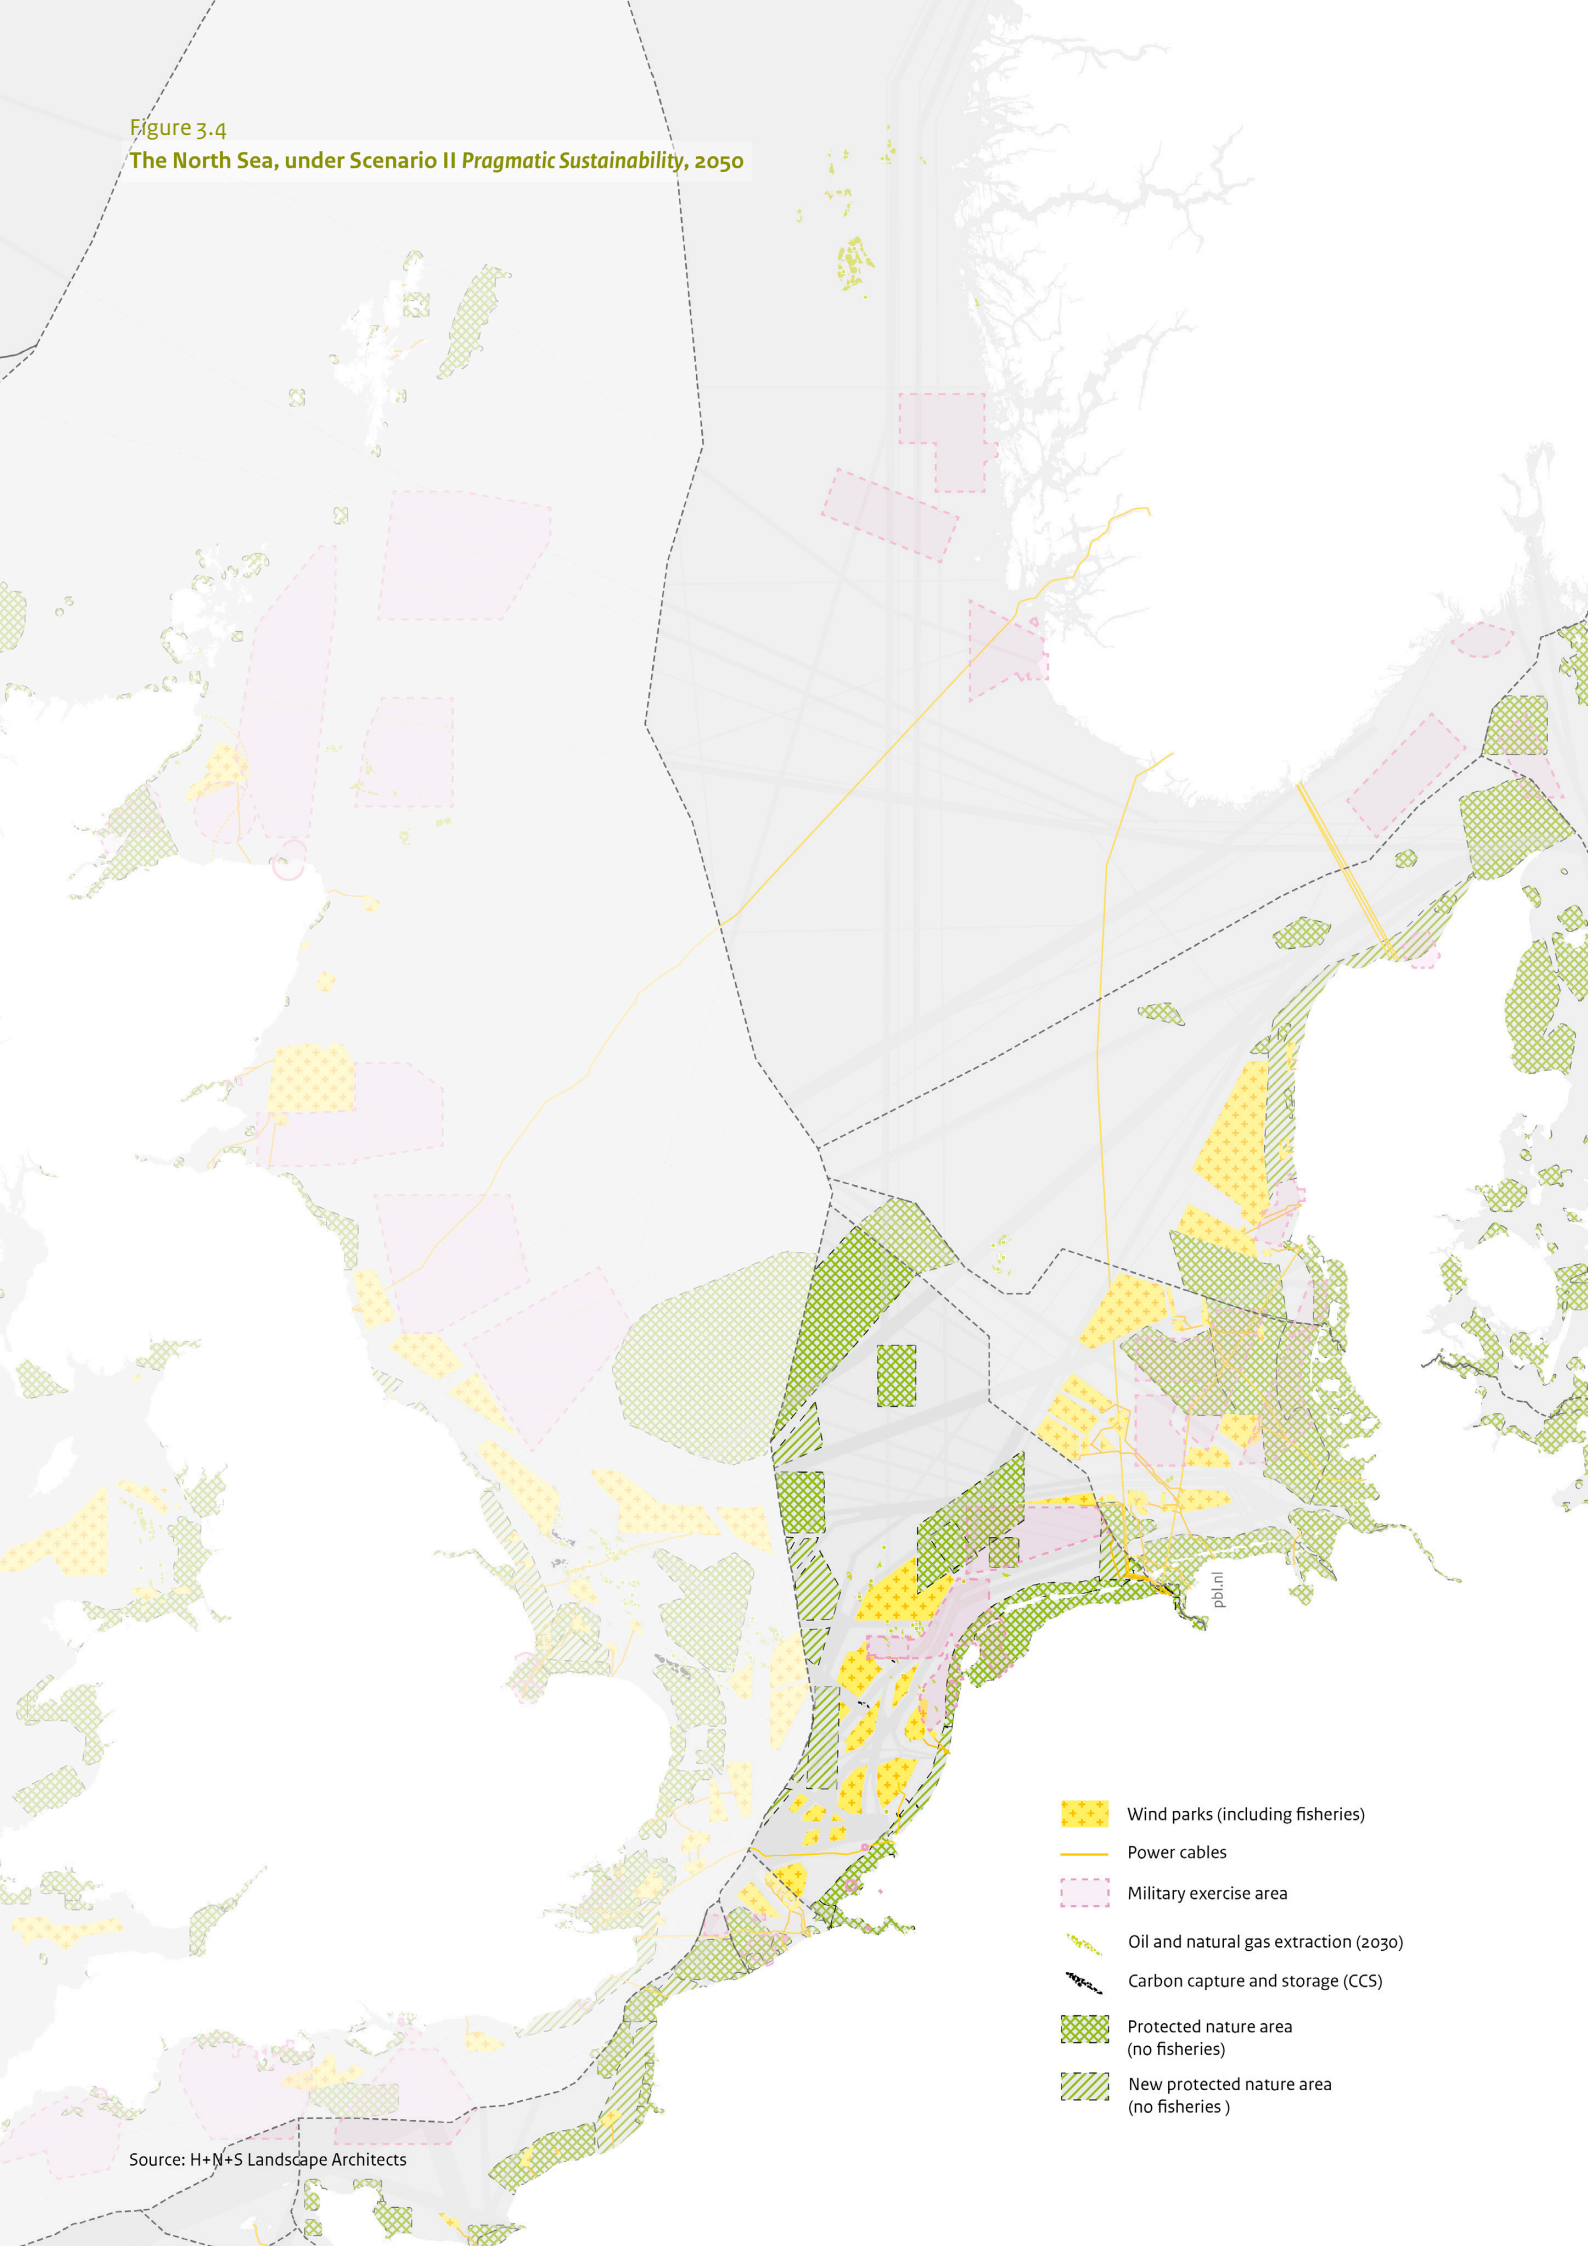 Figure 3.4
The North Sea, under Scenario II Pragmatic Sustainability, 2050
pbl.nl
Wind parks (including fisheries)
Power cables
Military exercise area
Oil and natural gas extraction (2030)
Carbon capture and storage (CCS)
Protected nature area
(no fisheries)
New protected nature area
(no fisheries )
Source: H+N+S Landscape Architects